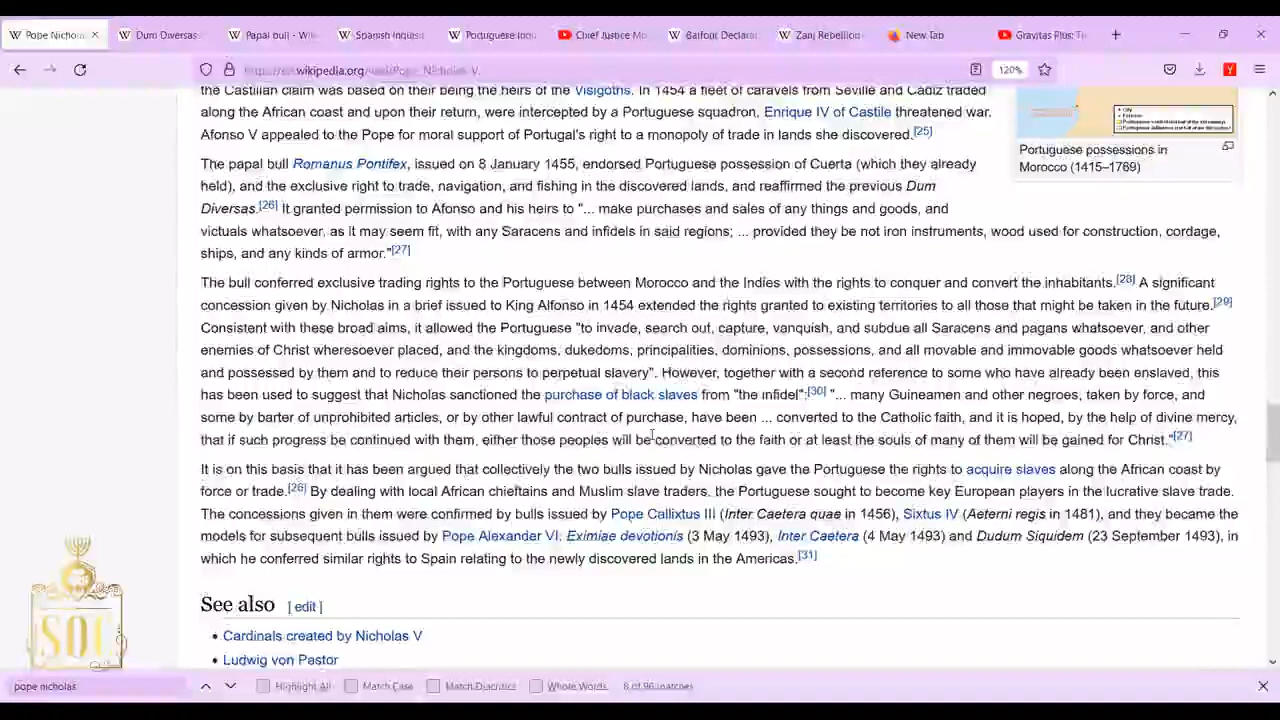 Pope Nichola
Dum Diversas
Papal bull - Wik
Spanish Inquisi
Portuguese Inqu
Chief Justice Mo
Balfour Declarat
Zanj Rebellion
New Tab
Gravitas Plus: Th
wikipedia.org
120%
the Castilian claim was based on their being the heirs of the Visigoths. In 1454 a fleet of caravels from Seville and Cadiz traded
along the African coast and upon their return, were intercepted by a Portuguese squadron, Enrique IV of Castile threatened war.
Afonso V appealed to the Pope for moral support of Portugal's right to a monopoly of trade in lands she discovered.[25]
The papal bull Romanus Pontifex, issued on 8 January 1455, endorsed Portuguese possession of Cuerta (which they already
held), and the exclusive right to trade, navigation, and fishing in the discovered lands, and reaffirmed the previous Dum
Diversas.[26] It granted permission to Afonso and his heirs to "... make purchases and sales of any things and goods, and
victuals whatsoever, as it may seem fit, with any Saracens and infidels in said regions; ... provided they be not iron instruments, wood used for construction, cordage,
ships, and any kinds of armor."[27]
Portuguese possessions in
Morocco (1415–1769)
The bull conferred exclusive trading rights to the Portuguese between Morocco and the Indies with the rights to conquer and convert the inhabitants.[28] A significant
concession given by Nicholas in a brief issued to King Alfonso in 1454 extended the rights granted to existing territories to all those that might be taken in the future.[29]
Consistent with these broad aims, it allowed the Portuguese "to invade, search out, capture, vanquish, and subdue all Saracens and pagans whatsoever, and other
enemies of Christ wheresoever placed, and the kingdoms, dukedoms, principalities, dominions, possessions, and all movable and immovable goods whatsoever held
and possessed by them and to reduce their persons to perpetual slavery". However, together with a second reference to some who have already been enslaved, this
has been used to suggest that Nicholas sanctioned the purchase of black slaves from "the infidel":[30] "... many Guineamen and other negroes, taken by force, and
some by barter of unprohibited articles, or by other lawful contract of purchase, have been ... converted to the Catholic faith, and it is hoped, by the help of divine mercy,
that if such progress be continued with them, either those peoples will be converted to the faith or at least the souls of many of them will be gained for Christ."[27]
It is on this basis that it has been argued that collectively the two bulls issued by Nicholas gave the Portuguese the rights to acquire slaves along the African coast by
force or trade.[26] By dealing with local African chieftains and Muslim slave traders, the Portuguese sought to become key European players in the lucrative slave trade.
The concessions given in them were confirmed by bulls issued by Pope Callixtus III (Inter Caetera quae in 1456), Sixtus IV (Aeterni regis in 1481), and they became the
models for subsequent bulls issued by Pope Alexander VI, Eximiae devotionis (3 May 1493), Inter Caetera (4 May 1493) and Dudum Siquidem (23 September 1493), in
which he conferred similar rights to Spain relating to the newly discovered lands in the Americas.[31]
See also [ edit ]
• Cardinals created by Nicholas V
• Ludwig von Pastor
SOC
pope nicholas
Highlight All
Match Case
Match Diacritics
Whole Words
8 of 96 matches